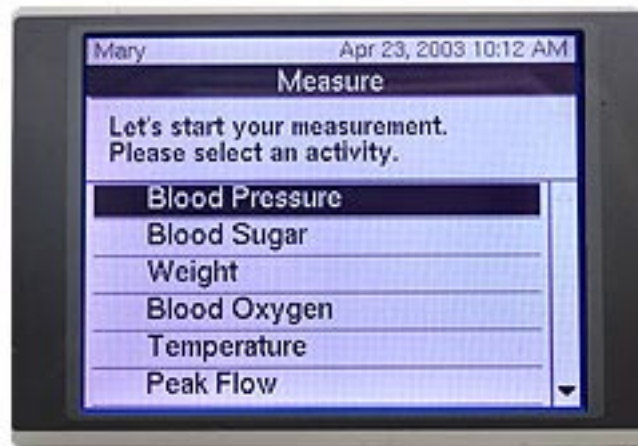 Mary Apr 23, 2003 10:12 AM
Measure
Let's start your measurement.
Please select an activity.
Blood Pressure
Blood Sugar
Weight
Blood Oxygen
Temperature
Peak Flow